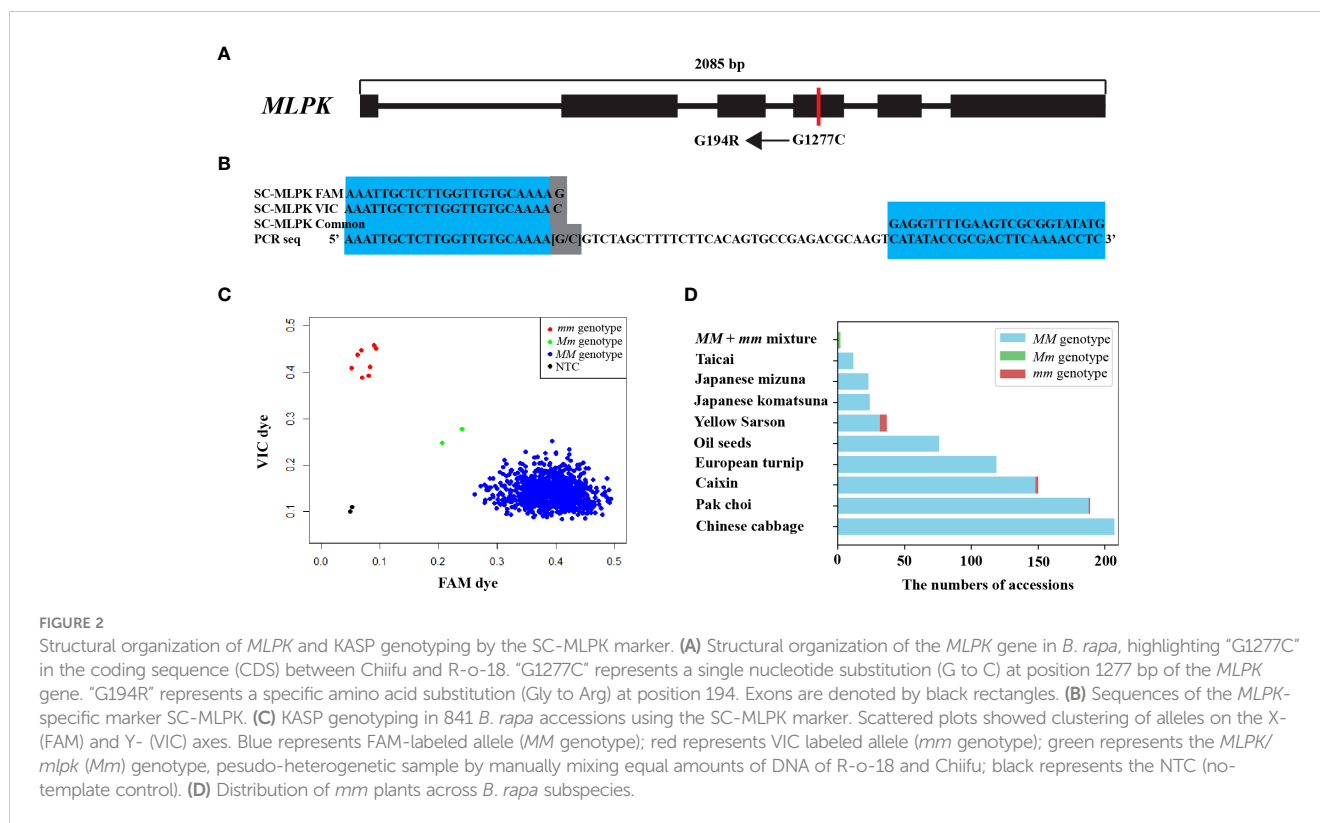 A
2085 bp
MLPK
G194R
G1277C
B
SC-MLPK FAM AAATTGCTCTTGGTTGTGCAAAA G
SC-MLPK VIC AAATTGCTCTTGGTTGTGCAAAA C
SC-MLPK Common GAGGTTTTGAAGTCGCGGTATATG
PCR seq 5’ AAATTGCTCTTGGTTGTGCAAAA[G/C]GTCTAGCTTTTCTTCACAGTGCCGAGACGCAAGTCATATACCGCGACTTCAAAACCTC 3’
C
0.5
0.4
0.3
0.2
0.1
VIC dye
0.0 0.1 0.2 0.3 0.4 0.5
FAM dye
mm genotype
Mm genotype
MM genotype
NTC
D
MM + mm mixture
Taicai
Japanese mizuna
Japanese komatsuna
Yellow Sarson
Oil seeds
European turnip
Caixin
Pak choi
Chinese cabbage
MM genotype
Mm genotype
mm genotype
0 50 100 150 200
The numbers of accessions
FIGURE 2
Structural organization of MLPK and KASP genotyping by the SC-MLPK marker. (A) Structural organization of the MLPK gene in B. rapa, highlighting “G1277C”
in the coding sequence (CDS) between Chiifu and R-o-18. “G1277C” represents a single nucleotide substitution (G to C) at position 1277 bp of the MLPK
gene. “G194R” represents a specific amino acid substitution (Gly to Arg) at position 194. Exons are denoted by black rectangles. (B) Sequences of the MLPK-
specific marker SC-MLPK. (C) KASP genotyping in 841 B. rapa accessions using the SC-MLPK marker. Scattered plots showed clustering of alleles on the X-
(FAM) and Y- (VIC) axes. Blue represents FAM-labeled allele (MM genotype); red represents VIC labeled allele (mm genotype); green represents the MLPK/
mlpk (Mm) genotype, pesudo-heterogenetic sample by manually mixing equal amounts of DNA of R-o-18 and Chiifu; black represents the NTC (no-
template control). (D) Distribution of mm plants across B. rapa subspecies.